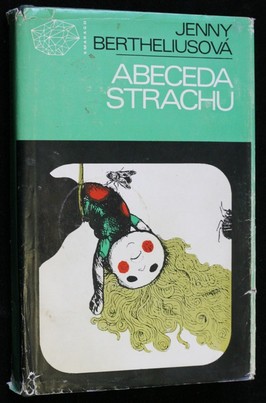 JENNY
BERTHELIUSOVÁ
ABECEDA
STRACHU